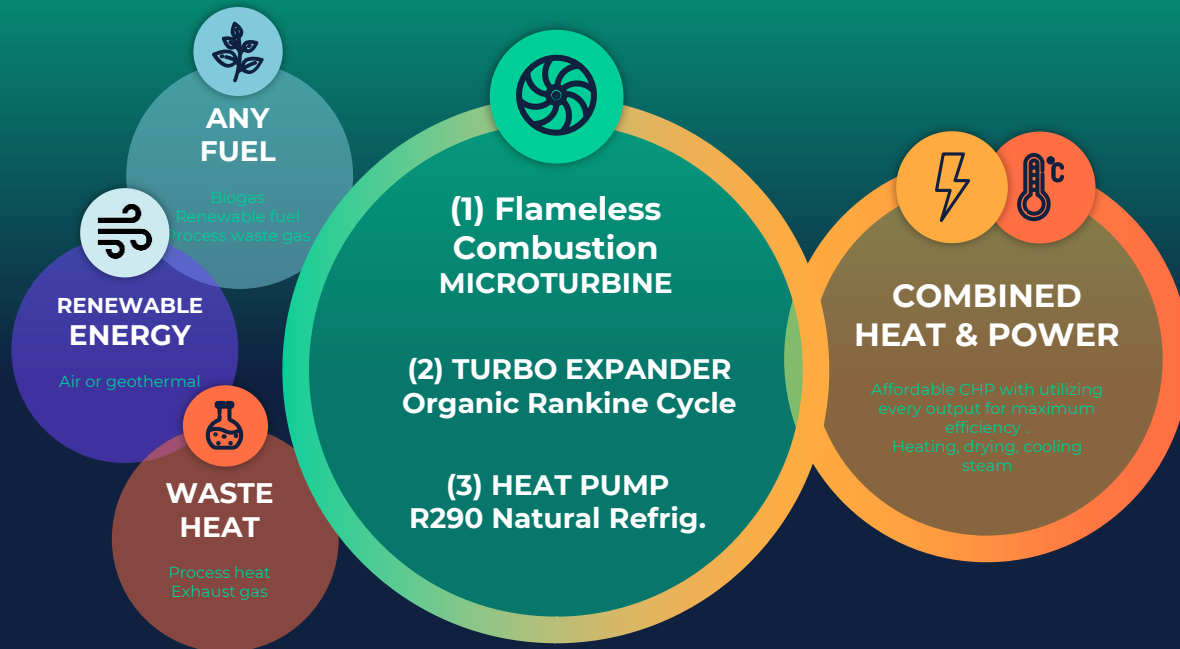 ANY
FUEL
Biogas
Renewable fuel
Process waste gas
RENEWABLE
ENERGY
Air or geothermal
WASTE
HEAT
Process heat
Exhaust gas
(1) Flameless
Combustion
MICROTURBINE
(2) TURBO EXPANDER
Organic Rankine Cycle
(3) HEAT PUMP
R290 Natural Refrig.
°C
COMBINED
HEAT & POWER
Affordable CHP with utilizing
every output for maximum
efficiency .
Heating, drying, cooling
steam